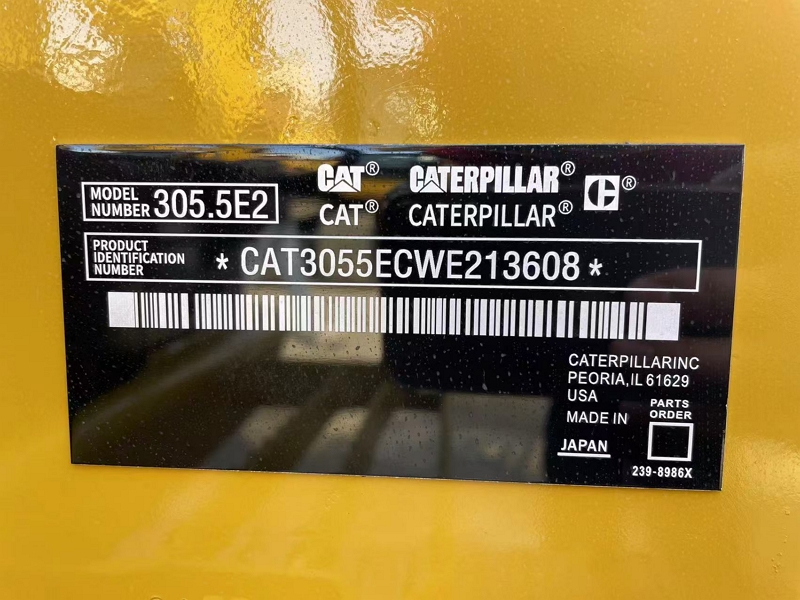 MODEL
NUMBER 305.5E2
CAT® CATERPILLAR® C®
CAT® CATERPILLAR®
PRODUCT
IDENTIFICATION
NUMBER
* CAT3055ECWE213608 *
CATERPILLARINC
PEORIA,IL 61629
USA
MADE IN
JAPAN
PARTS
ORDER
239-8986X